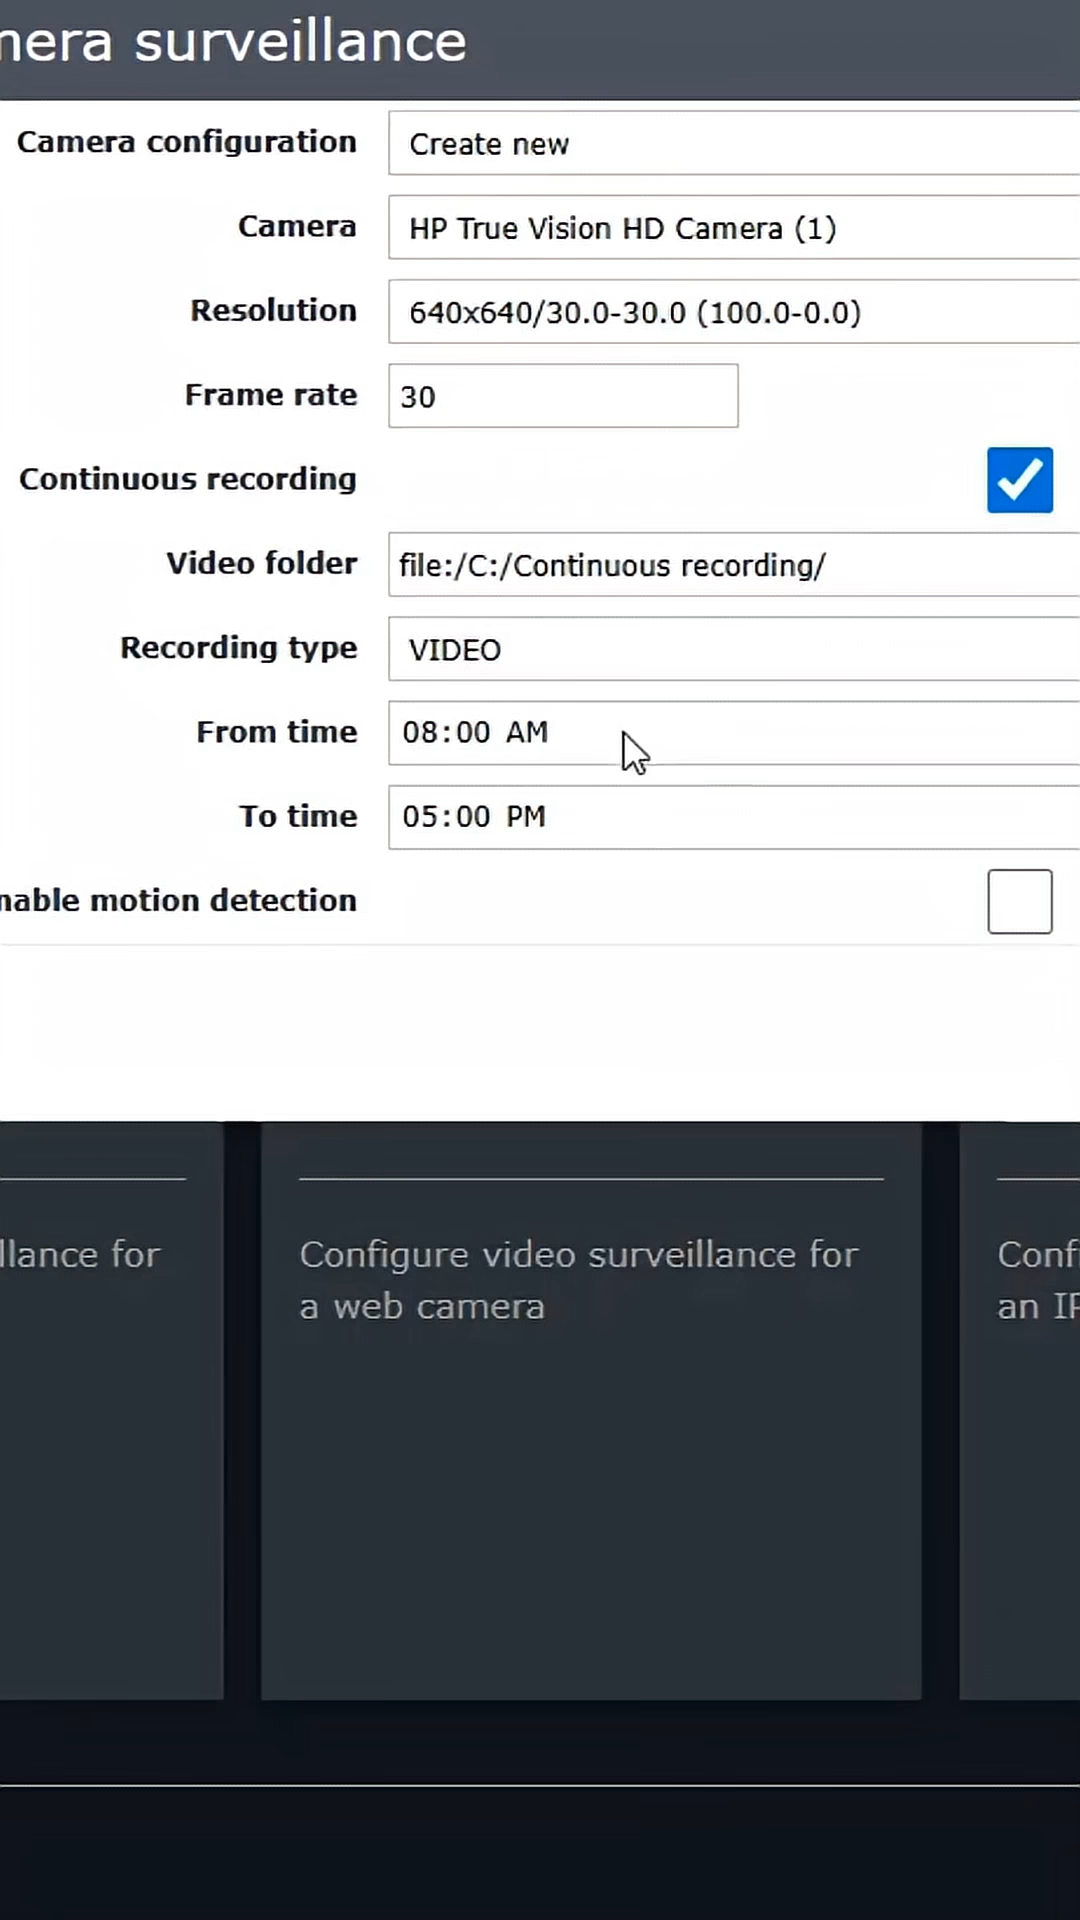 mera surveillance
Camera configuration Create new
Camera HP True Vision HD Camera (1)
Resolution 640x640/30.0-30.0 (100.0-0.0)
Frame rate 30
Continuous recording
Video folder file:/C:/Continuous recording/
Recording type VIDEO
From time 08:00 AM
To time 05:00 PM
nable motion detection
llance for
Configure video surveillance for
a web camera
Conf
an IP